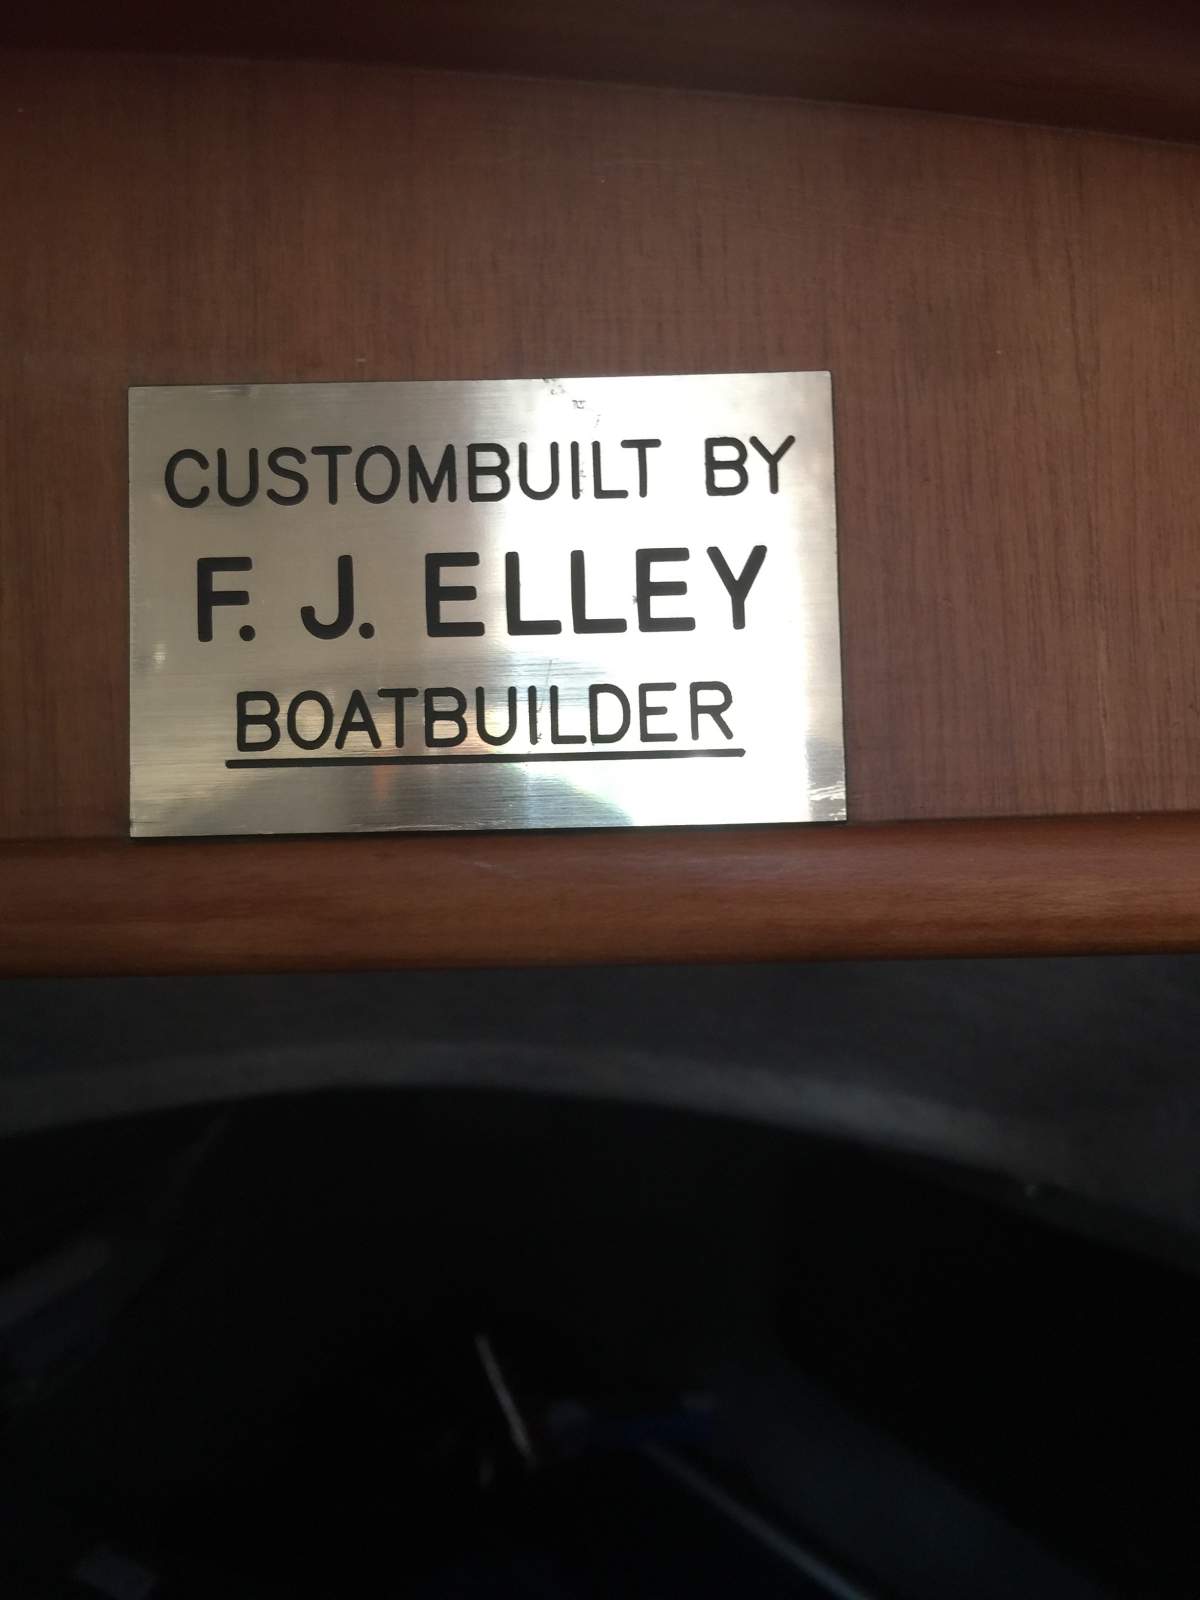 CUSTOMBUILT BY
F. J. ELLEY
BOATBUILDER